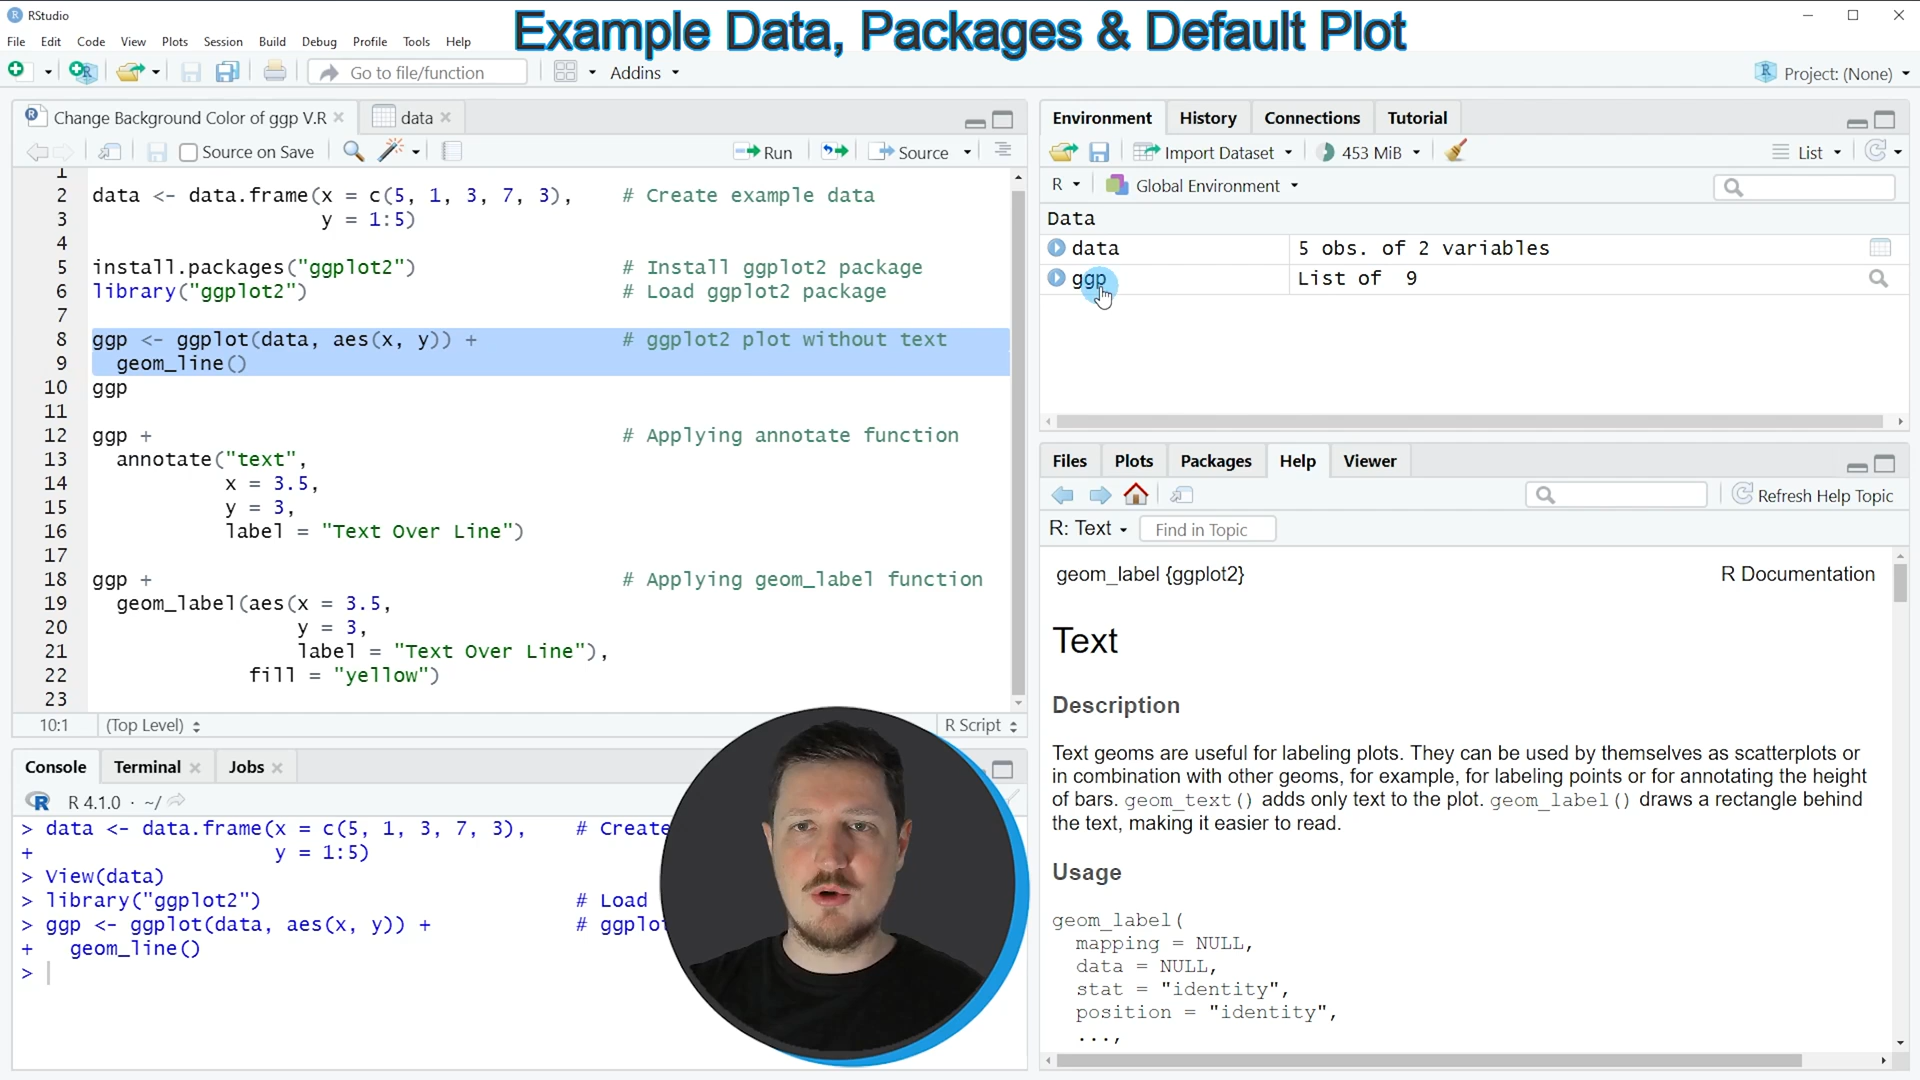 RStudio
Example Data, Packages & Default Plot
File Edit Code View Plots Session Build Debug Profile Tools Help
Go to file/function
Addins
Project: (None)
Change Background Color of ggp V.R
data
Source on Save
Run
Source
1
2 data <- data.frame(x = c(5, 1, 3, 7, 3), # Create example data
3 y = 1:5)
4
5 install.packages("ggplot2") # Install ggplot2 package
6 library("ggplot2") # Load ggplot2 package
7
8 ggp <- ggplot(data, aes(x, y)) + # ggplot2 plot without text
9 geom_line()
10 ggp
11
12 ggp + # Applying annotate function
13 annotate("text",
14 x = 3.5,
15 y = 3,
16 label = "Text Over Line")
17
18 ggp + # Applying geom_label function
19 geom_label(aes(x = 3.5,
20 y = 3,
21 label = "Text Over Line"),
22 fill = "yellow")
23
10:1 (Top Level) R Script
Console Terminal Jobs
R 4.1.0 · ~/
> data <- data.frame(x = c(5, 1, 3, 7, 3), # Create
+ y = 1:5)
> View(data)
> library("ggplot2") # Load
> ggp <- ggplot(data, aes(x, y)) + # ggplot
+ geom_line()
>
Environment History Connections Tutorial
Import Dataset 453 MiB List
R Global Environment
Data
data 5 obs. of 2 variables
ggp List of 9
Files Plots Packages Help Viewer
Refresh Help Topic
R: Text Find in Topic
geom_label {ggplot2} R Documentation
Text
Description
Text geoms are useful for labeling plots. They can be used by themselves as scatterplots or
in combination with other geoms, for example, for labeling points or for annotating the height
of bars. geom_text() adds only text to the plot. geom_label() draws a rectangle behind
the text, making it easier to read.
Usage
geom_label(
mapping = NULL,
data = NULL,
stat = "identity",
position = "identity",
...,